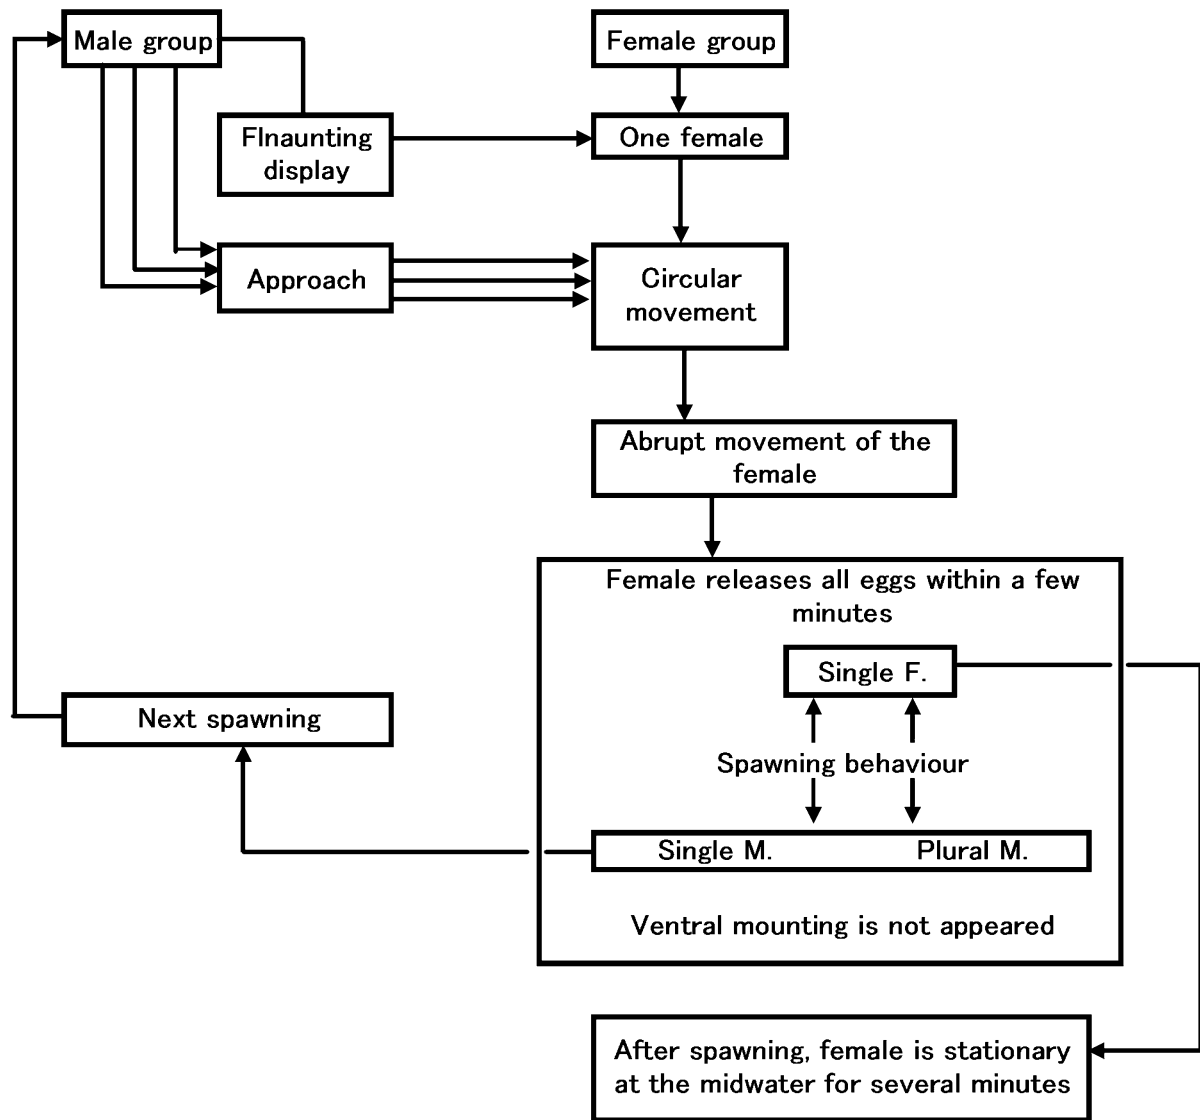 Male group
Female group
FInaunting
display
One female
Approach
Circular
movement
Abrupt movement of the
female
Female releases all eggs within a few
minutes
Single F.
Next spawning
Spawning behaviour
Single M.
Plural M.
Ventral mounting is not appeared
After spawning, female is stationary
at the midwater for several minutes